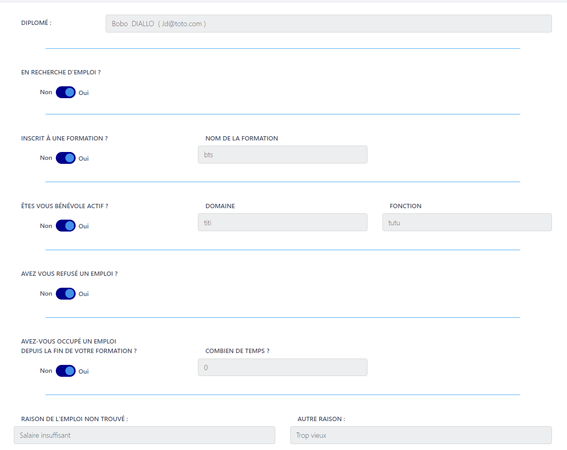 DIPLOMÉ : Bobo DIALLO ( Jd@toto.com )
EN RECHERCHE D'EMPLOI ?
Non Oui
INSCRIT À UNE FORMATION ? NOM DE LA FORMATION
bts
Non Oui
ÊTES VOUS BÉNÉVOLE ACTIF ? DOMAINE FONCTION
titi tutu
Non Oui
AVEZ VOUS REFUSÉ UN EMPLOI ?
Non Oui
AVEZ-VOUS OCCUPÉ UN EMPLOI
DEPUIS LA FIN DE VOTRE FORMATION ? COMBIEN DE TEMPS ?
0
Non Oui
RAISON DE L'EMPLOI NON TROUVÉ : AUTRE RAISON :
Salaire insuffisant Trop vieux